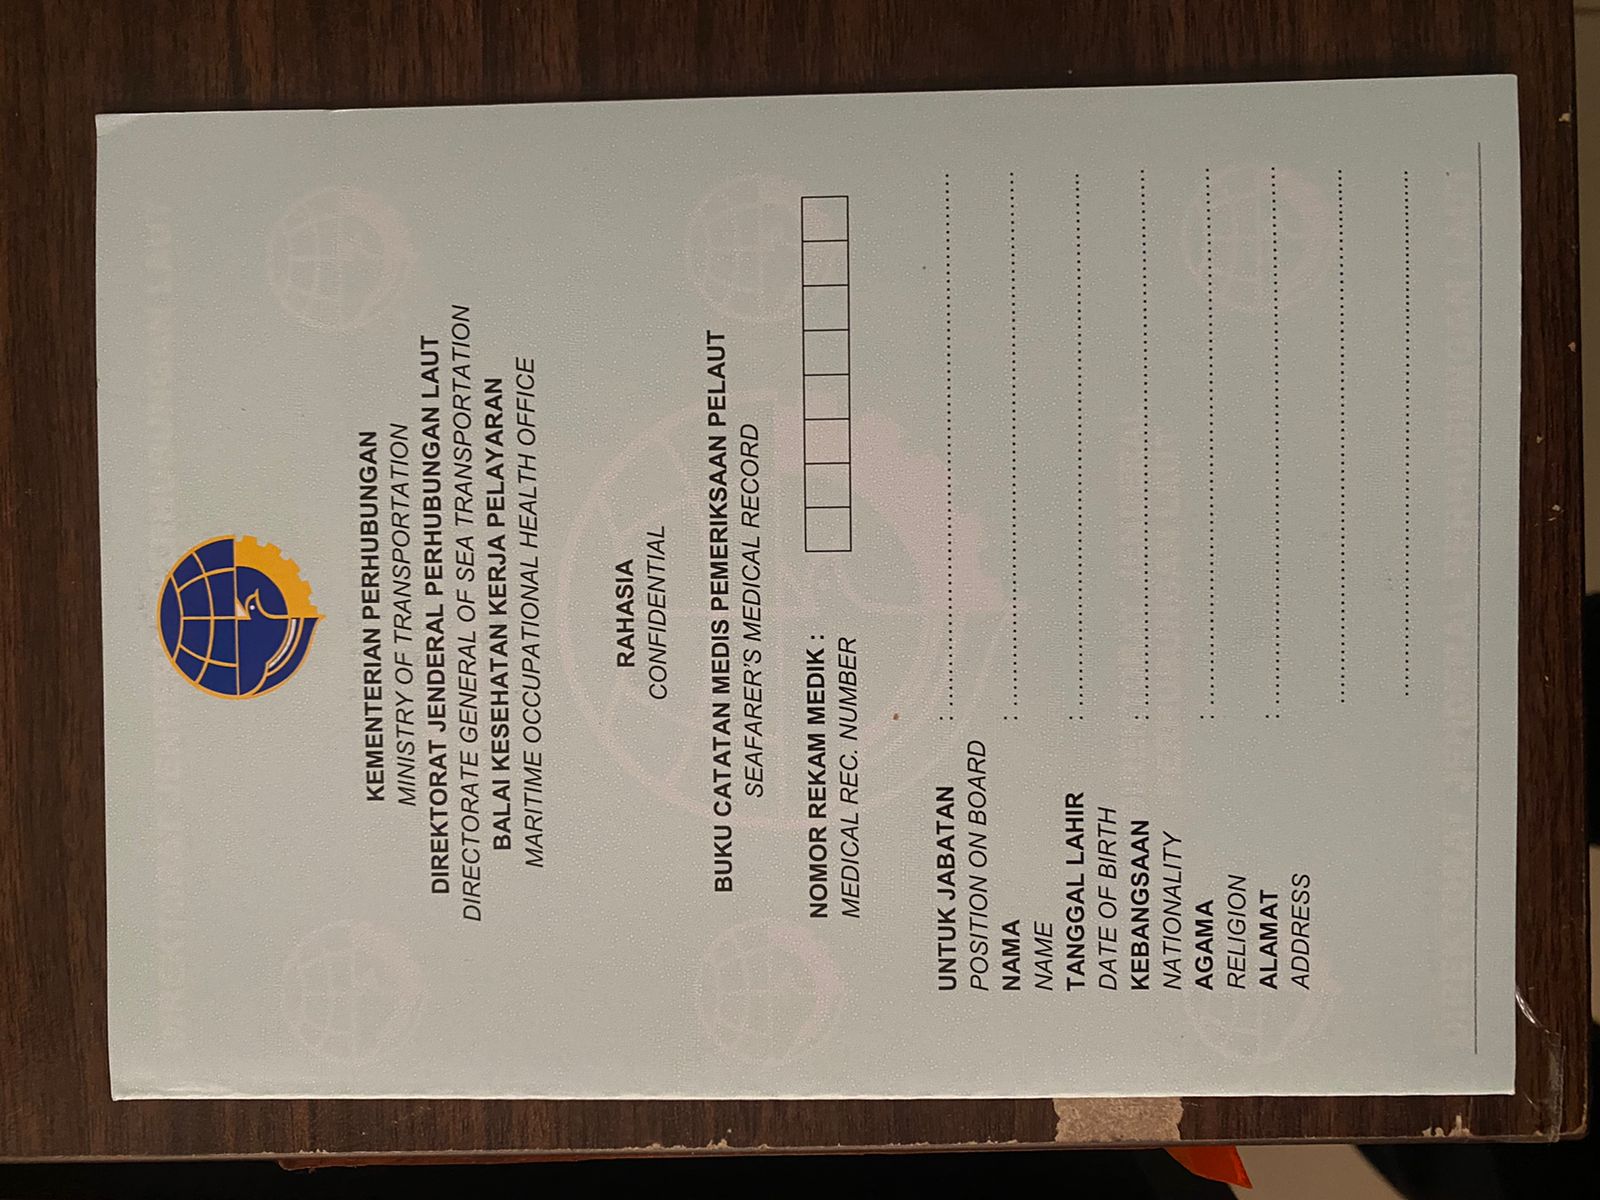 KEMENTERIAN PERHUBUNGAN
MINISTRY OF TRANSPORTATION
DIREKTORAT JENDERAL PERHUBUNGAN LAUT
DIRECTORATE GENERAL OF SEA TRANSPORTATION
BALAI KESEHATAN KERJA PELAYARAN
MARITIME OCCUPATIONAL HEALTH OFFICE
RAHASIA
CONFIDENTIAL
BUKU CATATAN MEDIS PEMERIKSAAN PELAUT
SEAFARER'S MEDICAL RECORD
NOMOR REKAM MEDIK :
MEDICAL REC. NUMBER
UNTUK JABATAN :
POSITION ON BOARD
NAMA :
NAME
TANGGAL LAHIR :
DATE OF BIRTH
KEBANGSAAN :
NATIONALITY
AGAMA :
RELIGION
ALAMAT :
ADDRESS